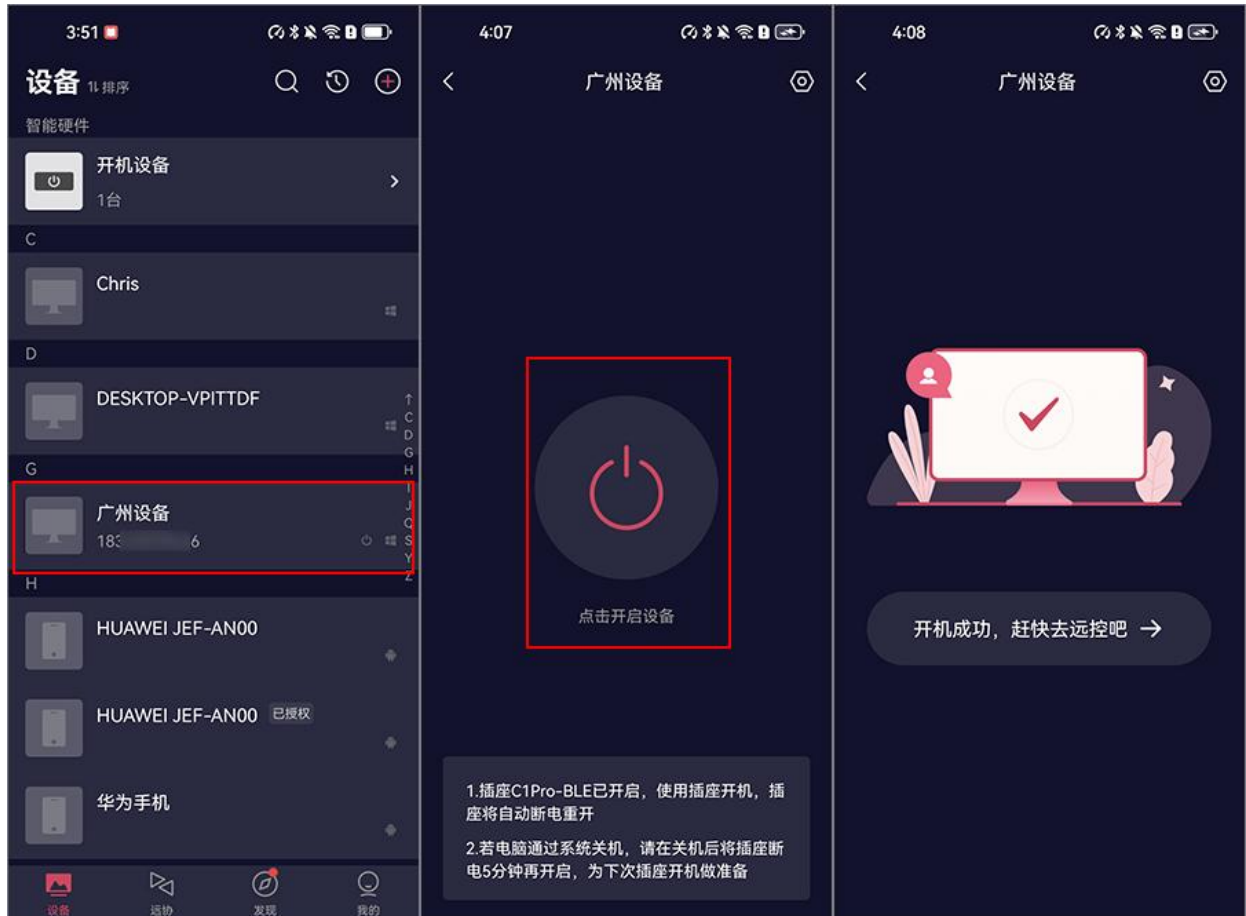 3:51
设备 排序
智能硬件
开机设备
1台
C
Chris
D
DESKTOP-VPITTDF
G
广州设备
183 6
H
HUAWEI JEF-AN00
HUAWEI JEF-AN00 已授权
华为手机
↑
C
D
G
H
I
J
Q
S
Y
Z
设备 远协 发现 我的
4:07
广州设备
点击开启设备
1.插座C1Pro-BLE已开启，使用插座开机，插
座将自动断电重开
2.若电脑通过系统关机，请在关机后将插座断
电5分钟再开启，为下次插座开机做准备
4:08
广州设备
开机成功，赶快去远控吧 →